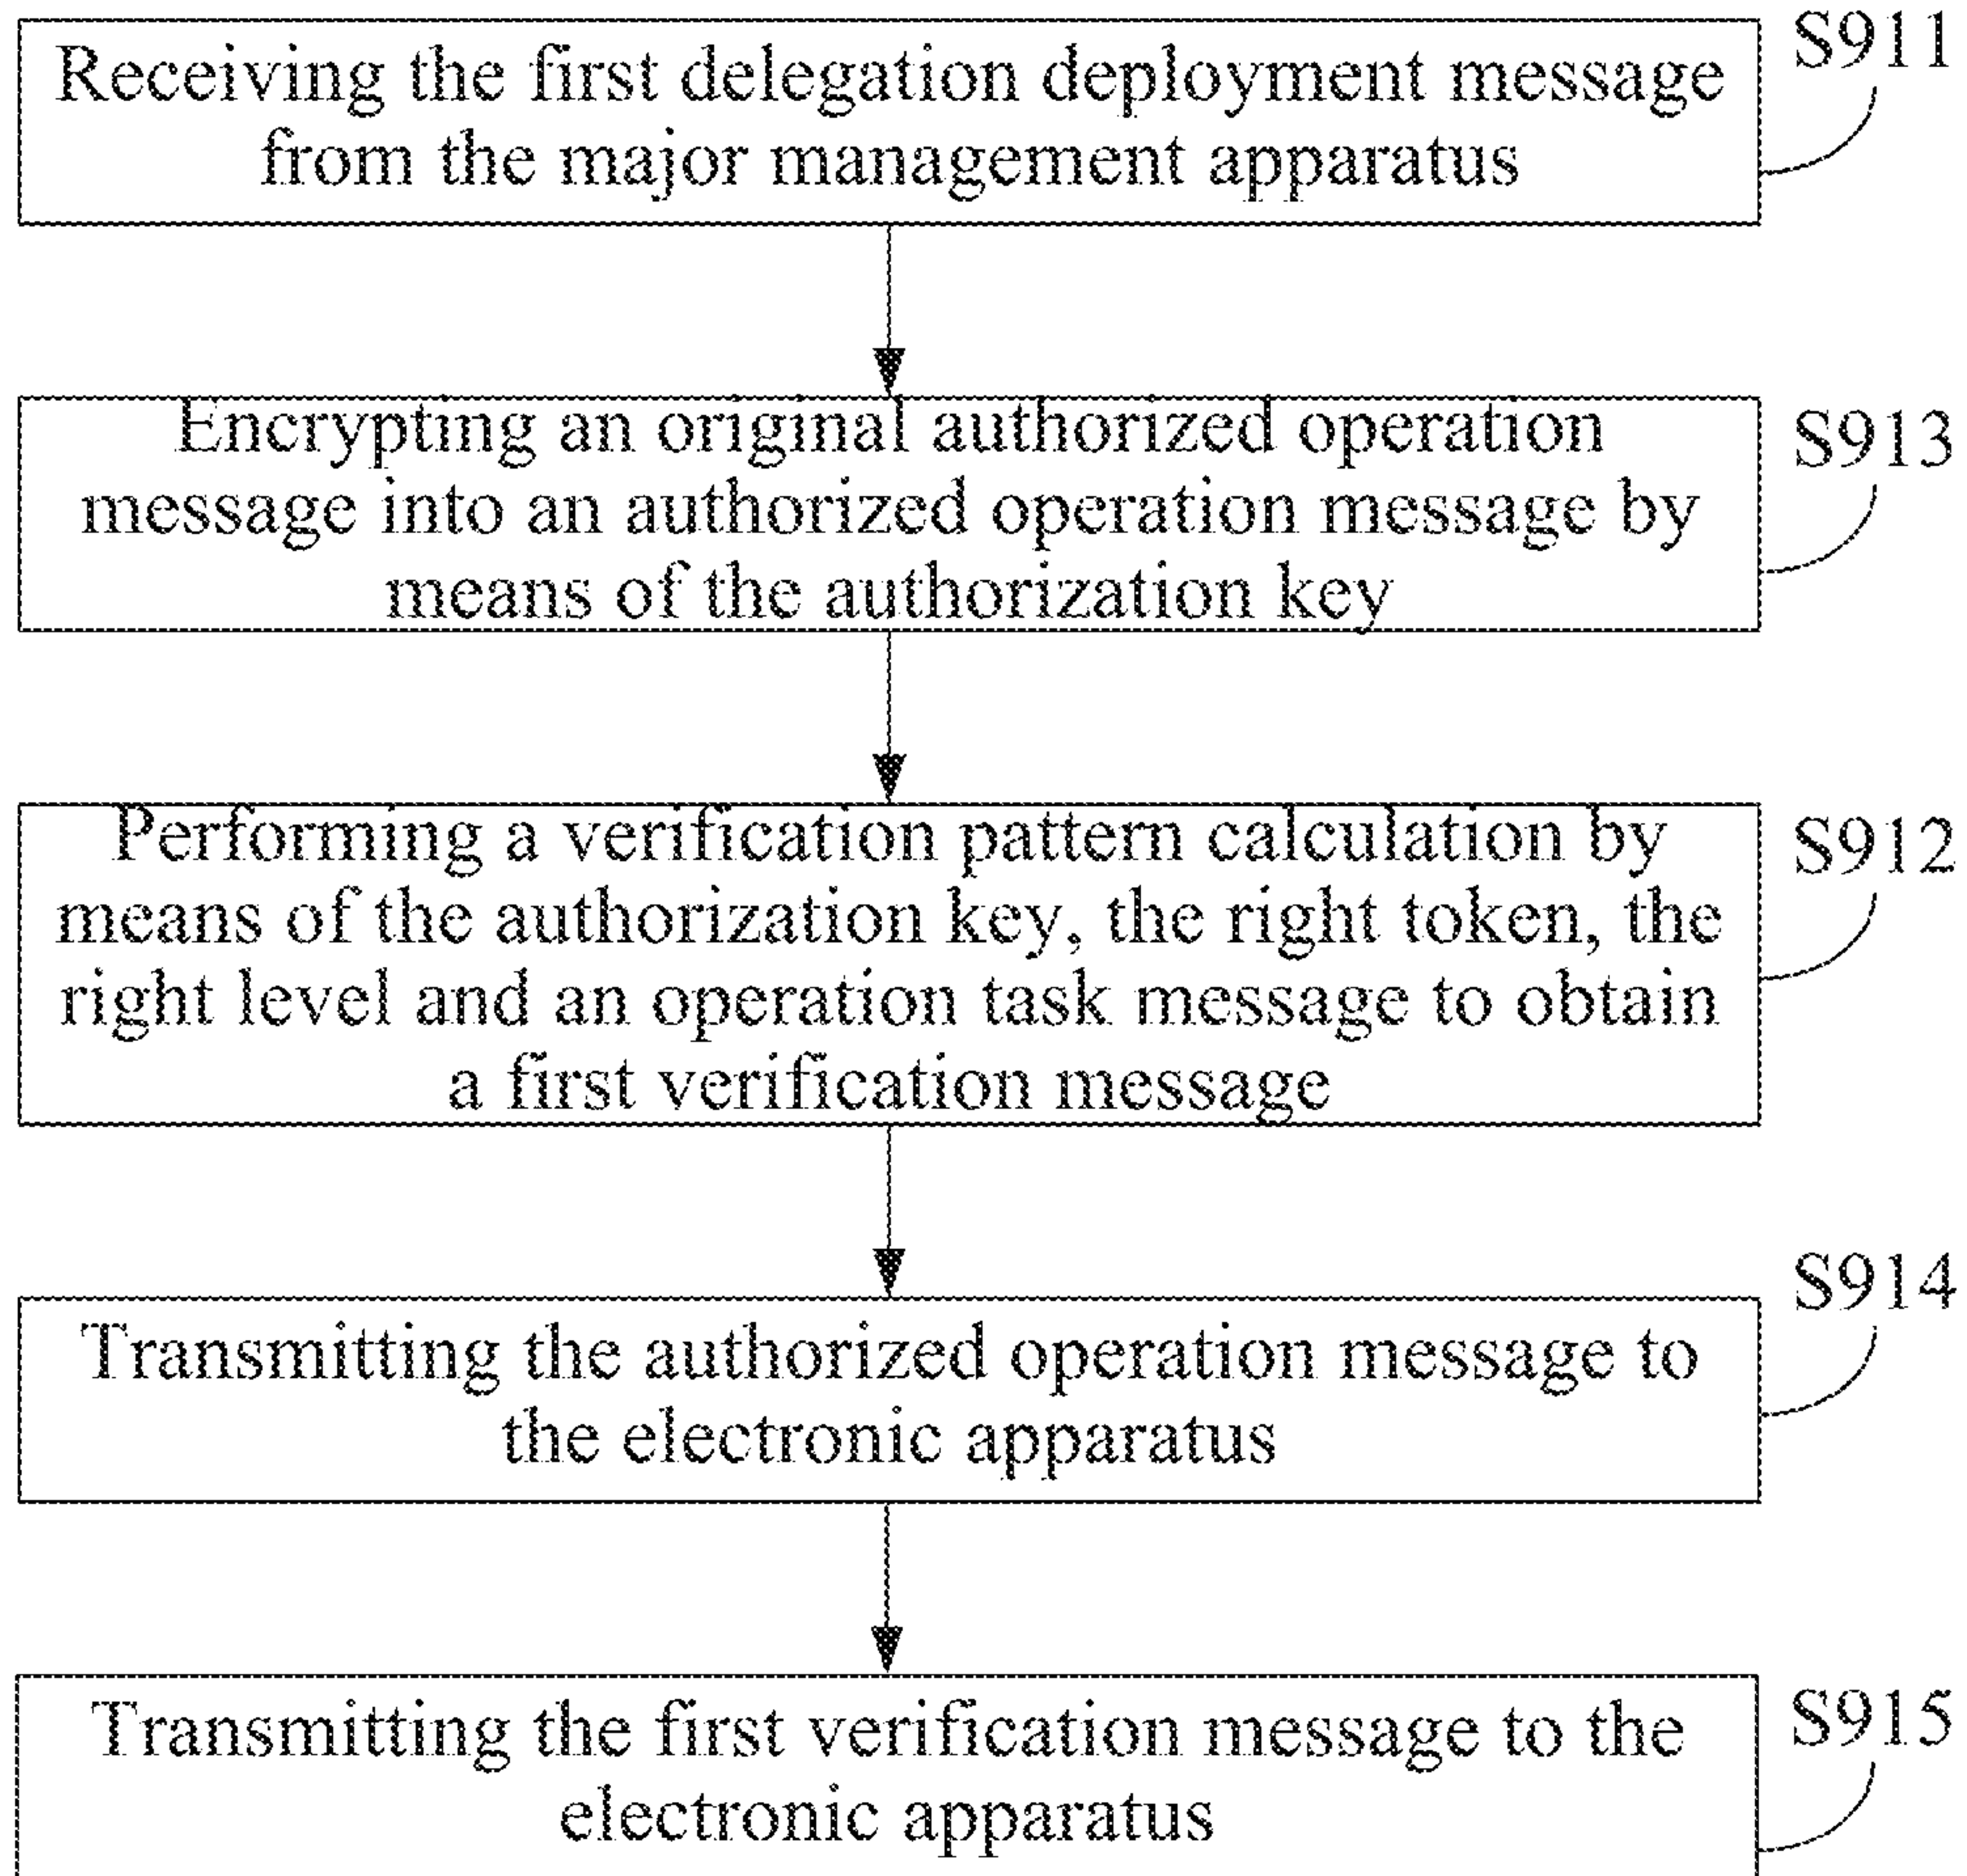 Receiving the first delegation deployment message
from the major management apparatus
S911
Encrypting an original authorized operation
message into an authorized operation message by
means of the authorization key
S913
Performing a verification pattern calculation by
means of the authorization key, the right token, the
right level and an operation task message to obtain
a first verification message
S912
Transmitting the authorized operation message to
the electronic apparatus
S914
Transmitting the first verification message to the
electronic apparatus
S915